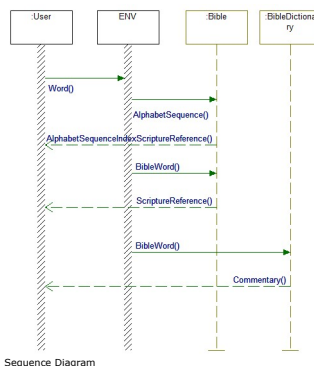 :User
ENV
:Bible
:BibleDictiona
ry
Word()
AlphabetSequence()
AlphabetSequenceIndexScriptureReference()
BibleWord()
ScriptureReference()
BibleWord()
Commentary()
Sequence Diagram